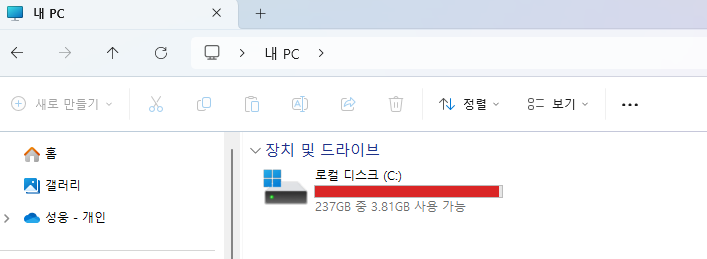 내 PC
내 PC
새로 만들기
정렬
보기
홈
갤러리
성웅 - 개인
장치 및 드라이브
로컬 디스크 (C:)
237GB 중 3.81GB 사용 가능